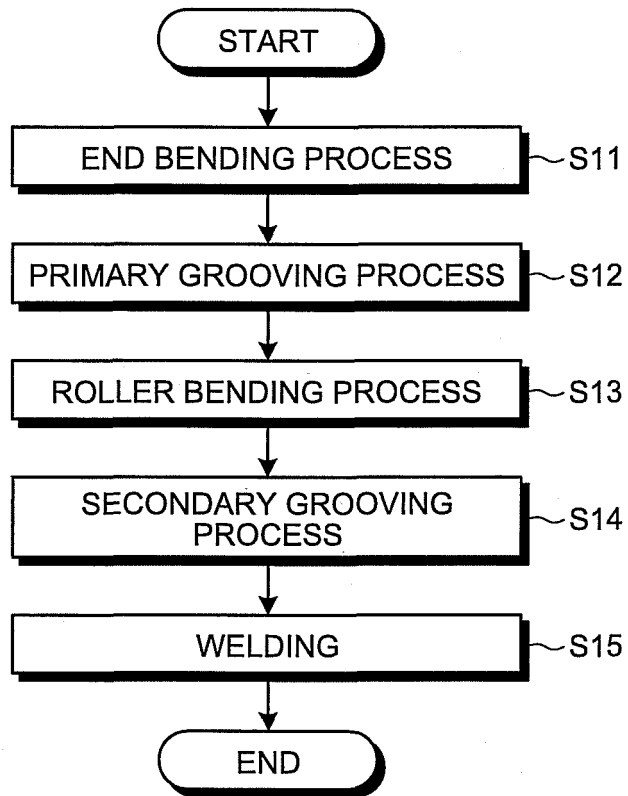 START
END BENDING PROCESS
S11
PRIMARY GROOVING PROCESS
S12
ROLLER BENDING PROCESS
S13
SECONDARY GROOVING
PROCESS
S14
WELDING
S15
END